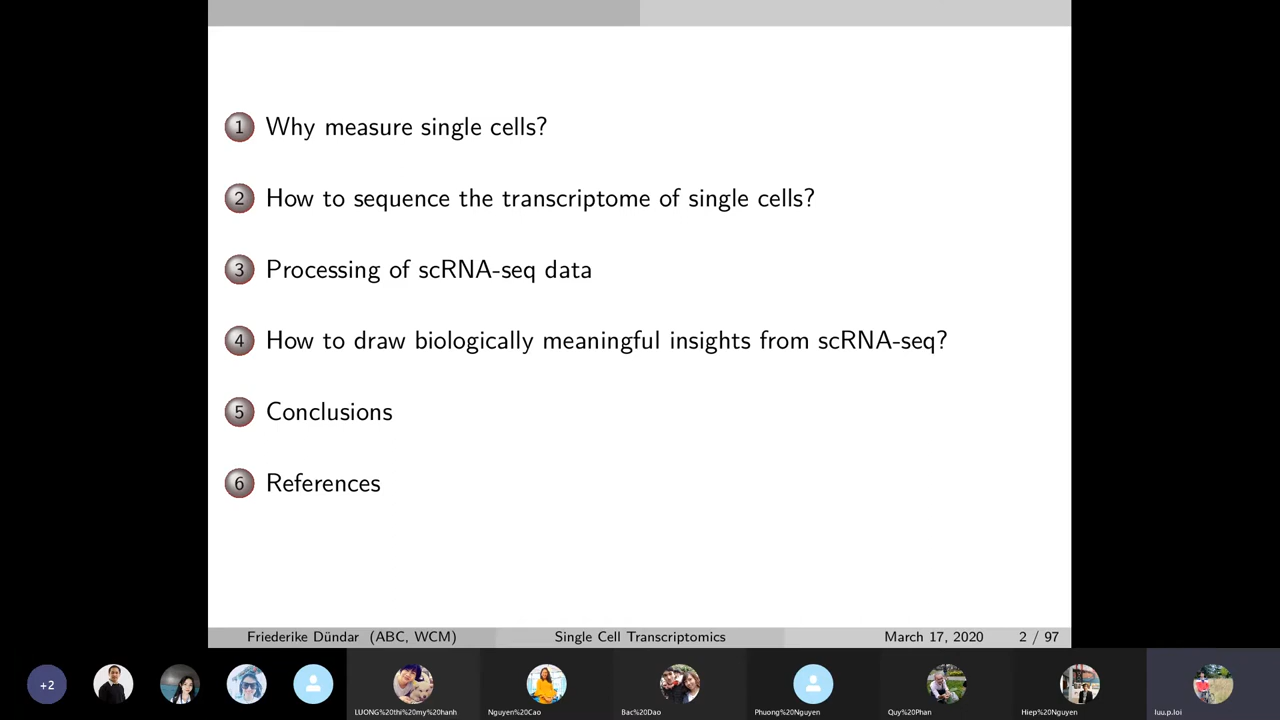 1 Why measure single cells?
2 How to sequence the transcriptome of single cells?
3 Processing of scRNA-seq data
4 How to draw biologically meaningful insights from scRNA-seq?
5 Conclusions
6 References
Friederike Dündar (ABC, WCM) Single Cell Transcriptomics March 17, 2020 2 / 97
+2
LUONG%20thi%20my%20hanh Nguyen%20Cao Bac%20Dao Phuong%20Nguyen Quy%20Phan Hiep%20Nguyen luu.p.loi